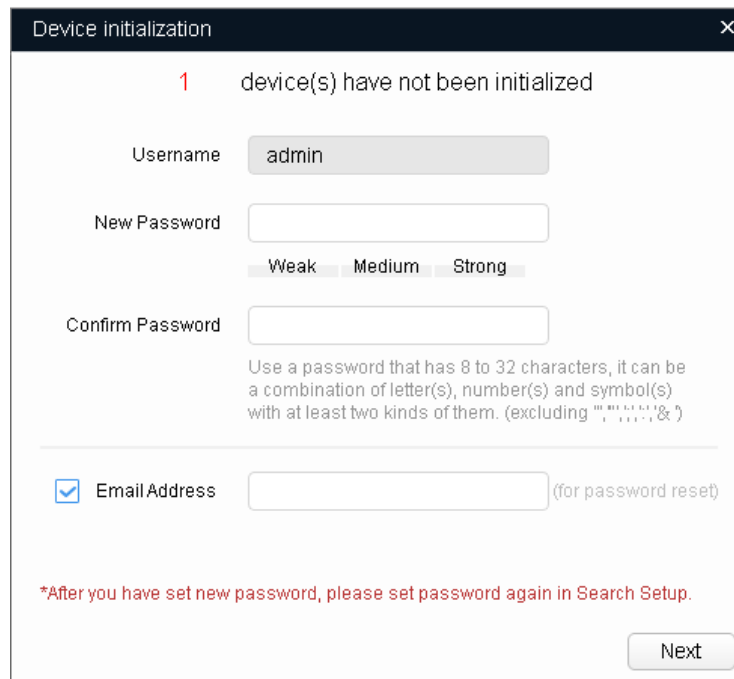 Device initialization
1 device(s) have not been initialized
Username admin
New Password
Weak Medium Strong
Confirm Password
Use a password that has 8 to 32 characters, it can be
a combination of letter(s), number(s) and symbol(s)
with at least two kinds of them. (excluding
Email Address (for password reset)
*After you have set new password, please set password again in Search Setup.
Next